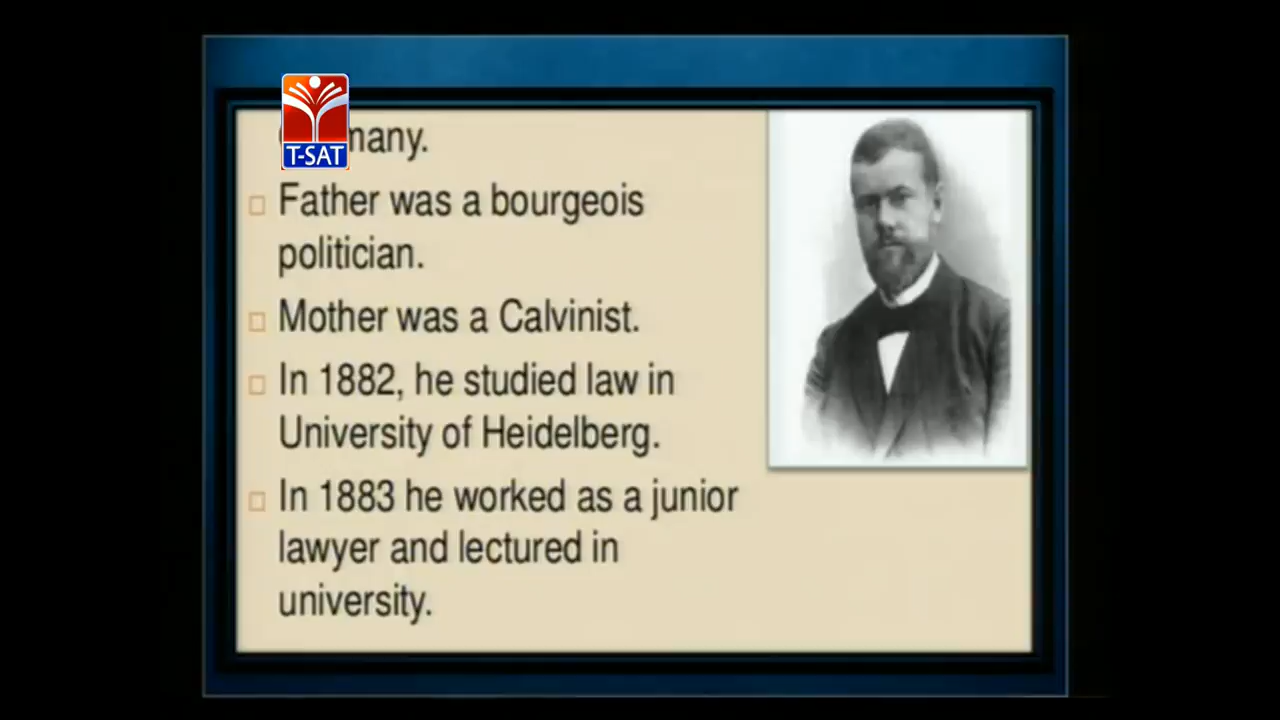 T-SAT
many.
Father was a bourgeois
politician.
Mother was a Calvinist.
In 1882, he studied law in
University of Heidelberg.
In 1883 he worked as a junior
lawyer and lectured in
university.